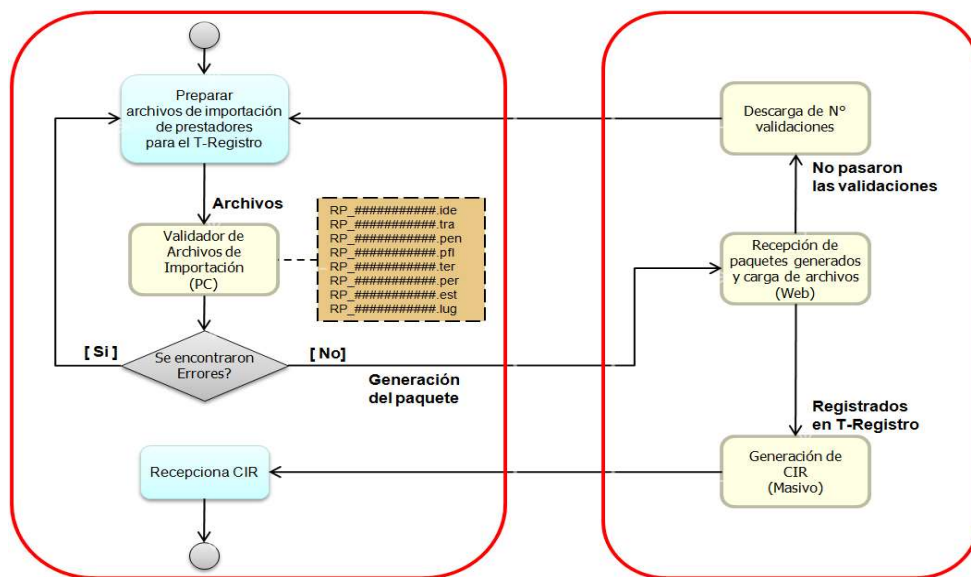 Preparar
archivos de importación
de prestadores
para el T-Registro
Archivos
Validador de
Archivos de
Importación
(PC)
RP_###########.ide
RP_###########.tra
RP_###########.pen
RP_###########.pfl
RP_###########.ter
RP_###########.per
RP_###########.est
RP_###########.lug
[ Si ]
Se encontraron
Errores?
[ No]
Generación
del paquete
Recepciona CIR
Descarga de N°
validaciones
No pasaron
las validaciones
Recepción de
paquetes generados
y carga de archivos
(Web)
Registrados
en T-Registro
Generación de
CIR
(Masivo)